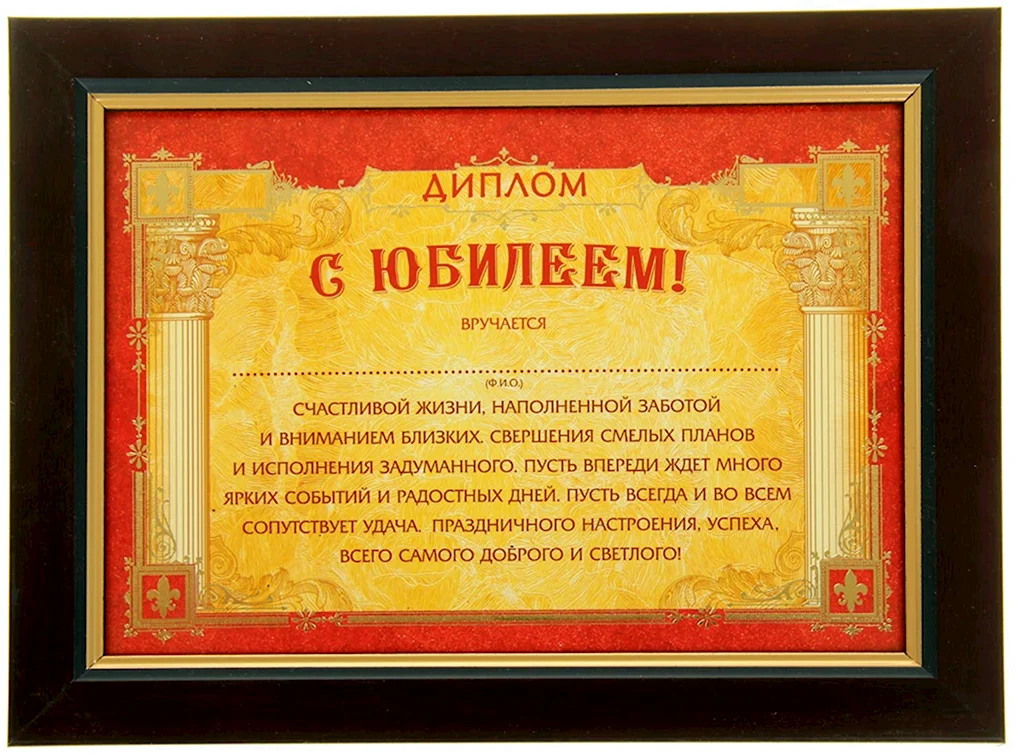 ДИПЛОМ
С ЮБИЛЕЕМ!
ВРУЧАЕТСЯ
(Ф.И.О.)
СЧАСТЛИВОЙ ЖИЗНИ, НАПОЛНЕННОЙ ЗАБОТОЙ
И ВНИМАНИЕМ БЛИЗКИХ. СВЕРШЕНИЯ СМЕЛЫХ ПЛАНОВ
И ИСПОЛНЕНИЯ ЗАДУМАННОГО. ПУСТЬ ВПЕРЕДИ ЖДЕТ МНОГО
ЯРКИХ СОБЫТИЙ И РАДОСТНЫХ ДНЕЙ. ПУСТЬ ВСЕГДА И ВО ВСЕМ
СОПУТСТВУЕТ УДАЧА. ПРАЗДНИЧНОГО НАСТРОЕНИЯ, УСПЕХА,
ВСЕГО САМОГО ДОБРОГО И СВЕТЛОГО!